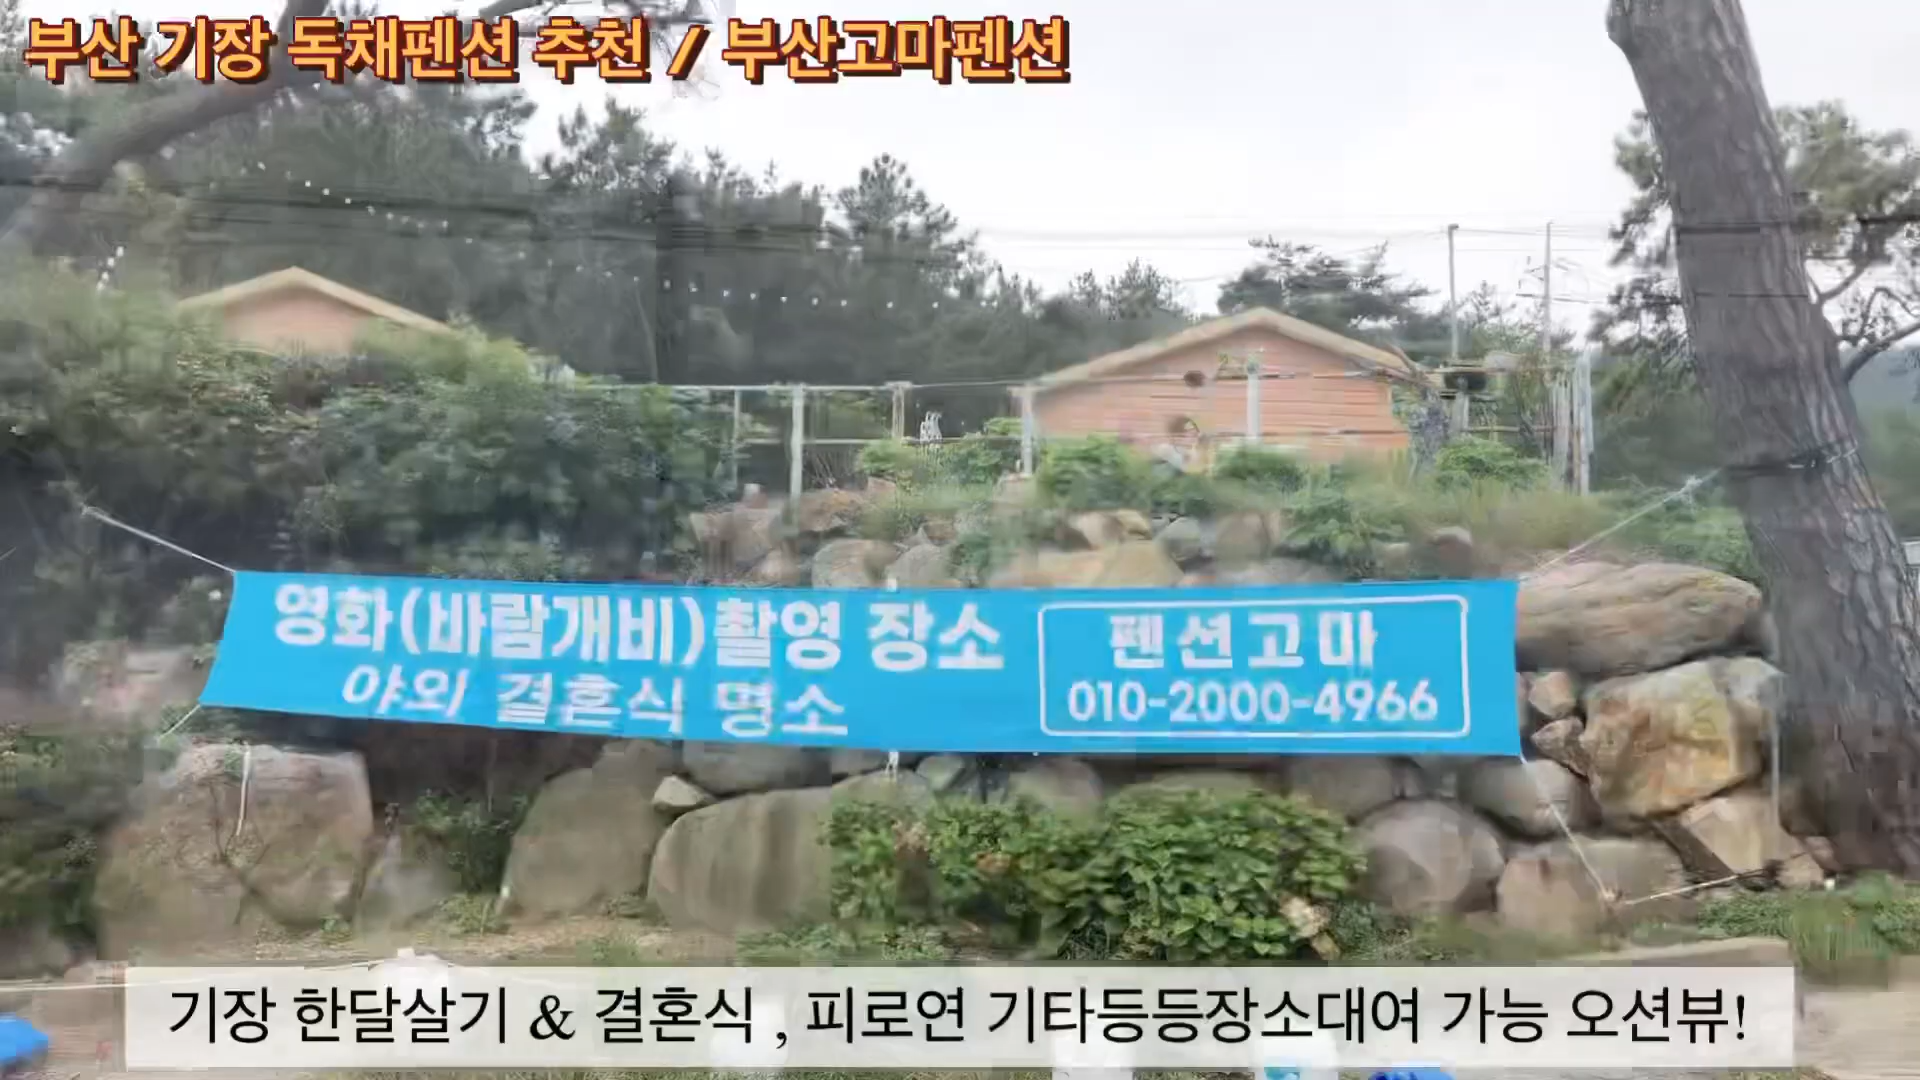 부산 기장 독채펜션 추천 / 부산고마펜션
영화(바람개비)촬영 장소
야외 결혼식 명소
펜션고마
010-2000-4966
기장 한달살기 & 결혼식 , 피로연 기타등등장소대여 가능 오션뷰!